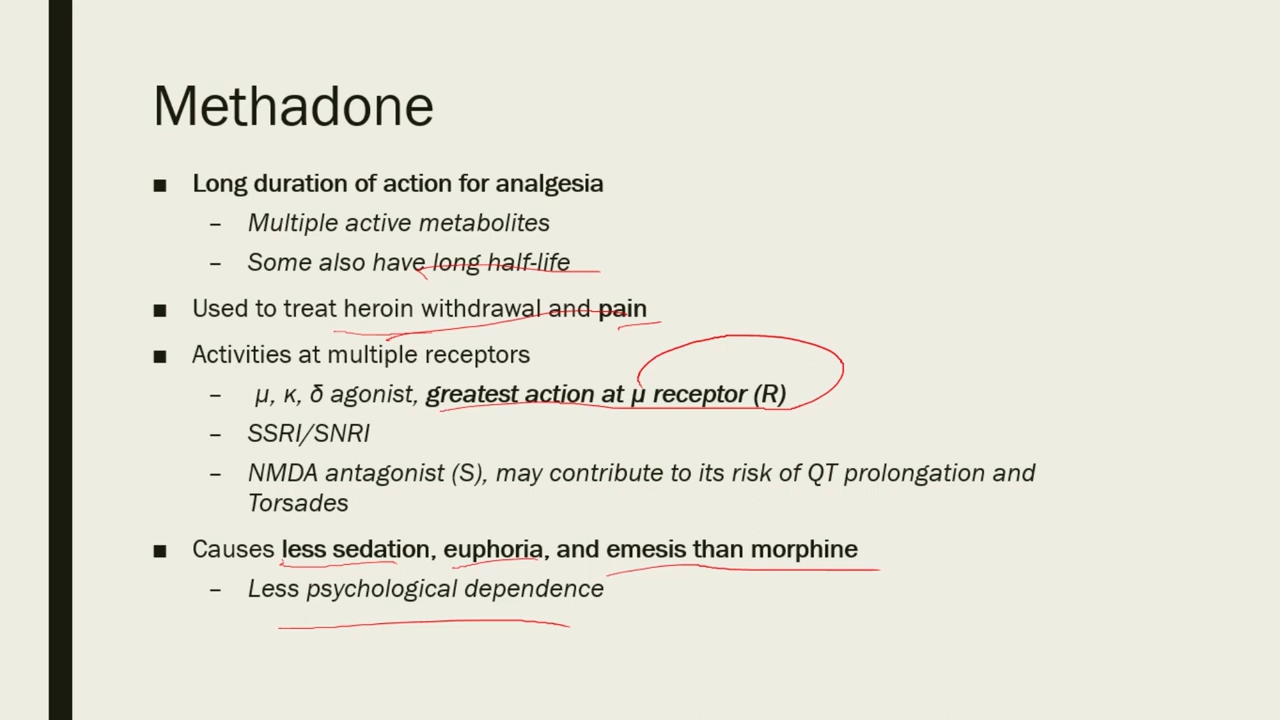 Methadone
■ Long duration of action for analgesia
– Multiple active metabolites
– Some also have long half-life
■ Used to treat heroin withdrawal and pain
■ Activities at multiple receptors
– μ, κ, δ agonist, greatest action at μ receptor (R)
– SSRI/SNRI
– NMDA antagonist (S), may contribute to its risk of QT prolongation and
Torsades
■ Causes less sedation, euphoria, and emesis than morphine
– Less psychological dependence